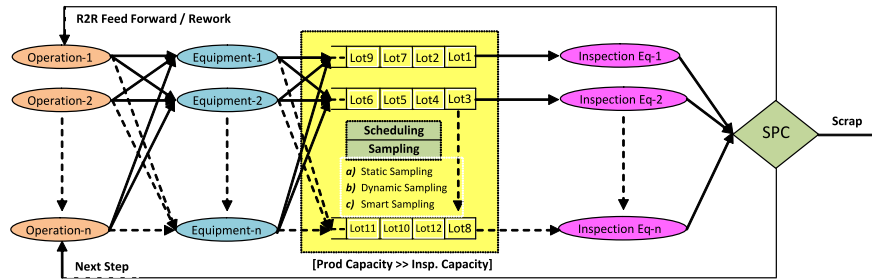 R2R Feed Forward / Rework
Operation-1 Equipment-1 Lot9 Lot7 Lot2 Lot1 Inspection Eq-1
Operation-2 Equipment-2 Lot6 Lot5 Lot4 Lot3 Inspection Eq-2
Scheduling
Sampling
SPC
Scrap
a) Static Sampling
b) Dynamic Sampling
c) Smart Sampling
Operation-n Equipment-n Lot11 Lot10 Lot12 Lot8 Inspection Eq-n
Next Step
[Prod Capacity >> Insp. Capacity]